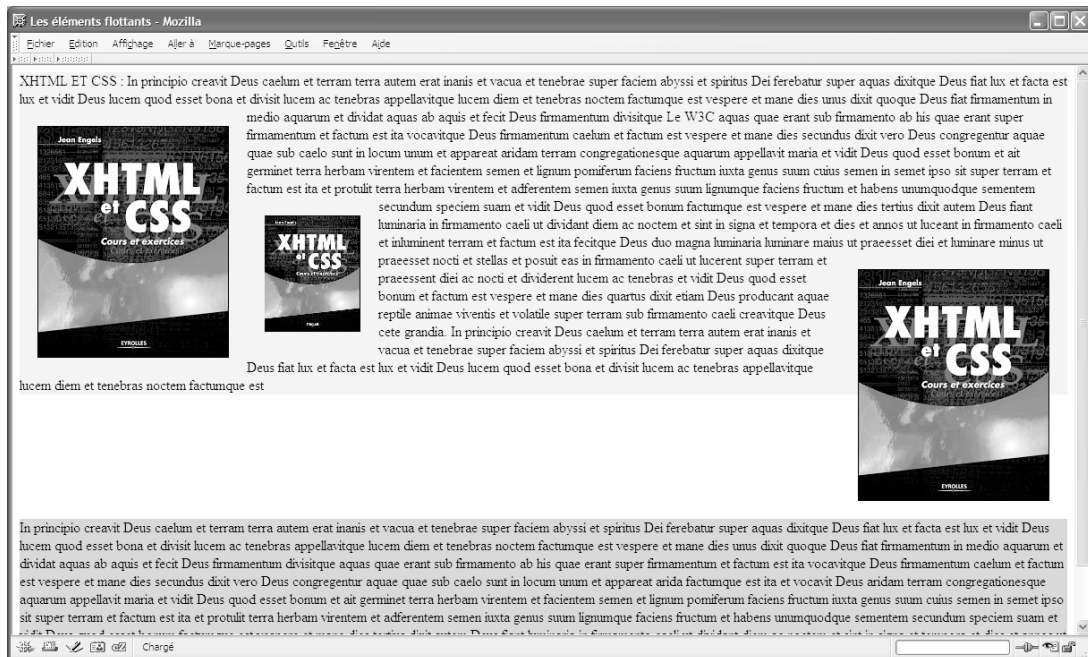 Les éléments flottants - Mozilla
Fichier Edition Affichage Aller à Marque-pages Outils Fenêtre Aide
XHTML ET CSS : In principio creavit Deus caelum et terram terra autem erat inanis et vacua et tenebrae super faciem abyssi et spiritus Dei ferebatur super aquas dixitque Deus fiat lux et facta est
lux et vidit Deus lucem quod esset bona et divisit lucem ac tenebras appellavitque lucem diem et tenebras noctem factumque est vespere et mane dies unus dixit quoque Deus fiat firmamentum in
medio aquarum et dividat aquas ab aquis et fecit Deus firmamentum divisitque Le W3C aquas quae erant sub firmamento ab his quae erant super
firmamentum et factum est ita vocavitque Deus firmamentum caelum et factum est vespere et mane dies secundus dixit vero Deus congregentur aquae
quae sub caelo sunt in locum unum et appareat aridam terram congregationesque aquarum appellavit maria et vidit Deus quod esset bonum et ait
germinet terra herbam virentem et facientem semen et lignum pomiferum faciens fructum iuxta genus suum cuius semen in semet ipso sit super terram et
factum est ita et protulit terra herbam virentem et adferentem semen iuxta genus suum lignumque faciens fructum et habens unumquodque sementem
secundum speciem suam et vidit Deus quod esset bonum factumque est vespere et mane dies tertius dixit autem Deus fiant
luminaria in firmamento caeli ut dividant diem ac noctem et sint in signa et tempora et dies et annos ut luceant in firmamento caeli
et inluminent terram et factum est ita fecitque Deus duo magna luminaria luminare maius ut praeesset diei et luminare minus ut
praeesset nocti et stellas et posuit eas in firmamento caeli ut lucerent super terram et
praeessent diei ac nocti et dividerent lucem ac tenebras et vidit Deus quod esset
bonum et factum est vespere et mane dies quartus dixit etiam Deus producant aquae
reptile animae viventis et volatile super terram sub firmamento caeli creavitque Deus
cete grandia. In principio creavit Deus caelum et terram terra autem erat inanis et
vacua et tenebrae super faciem abyssi et spiritus Dei ferebatur super aquas dixitque
Deus fiat lux et facta est lux et vidit Deus lucem quod esset bona et divisit lucem ac tenebras appellavitque
lucem diem et tenebras noctem factumque est
Jean Engels
XHTML
et CSS
Cours et exercices
EYROLLES
XHTML
et CSS
Cours et exercices
Jean Engels
XHTML
et CSS
Cours et exercices
EYROLLES
In principio creavit Deus caelum et terram terra autem erat inanis et vacua et tenebrae super faciem abyssi et spiritus Dei ferebatur super aquas dixitque Deus fiat lux et facta est lux et vidit Deus
lucem quod esset bona et divisit lucem ac tenebras appellavitque lucem diem et tenebras noctem factumque est vespere et mane dies unus dixit quoque Deus fiat firmamentum in medio aquarum et
dividat aquas ab aquis et fecit Deus firmamentum divisitque aquas quae erant sub firmamento ab his quae erant super firmamentum et factum est ita vocavitque Deus firmamentum caelum et factum
est vespere et mane dies secundus dixit vero Deus congregentur aquae quae sub caelo sunt in locum unum et appareat arida factumque est ita et vocavit Deus aridam terram congregationesque
aquarum appellavit maria et vidit Deus quod esset bonum et ait germinet terra herbam virentem et facientem semen et lignum pomiferum faciens fructum iuxta genus suum cuius semen in semet ipso
sit super terram et factum est ita et protulit terra herbam virentem et adferentem semen iuxta genus suum lignumque faciens fructum et habens unumquodque sementem secundum speciem suam et
Chargé